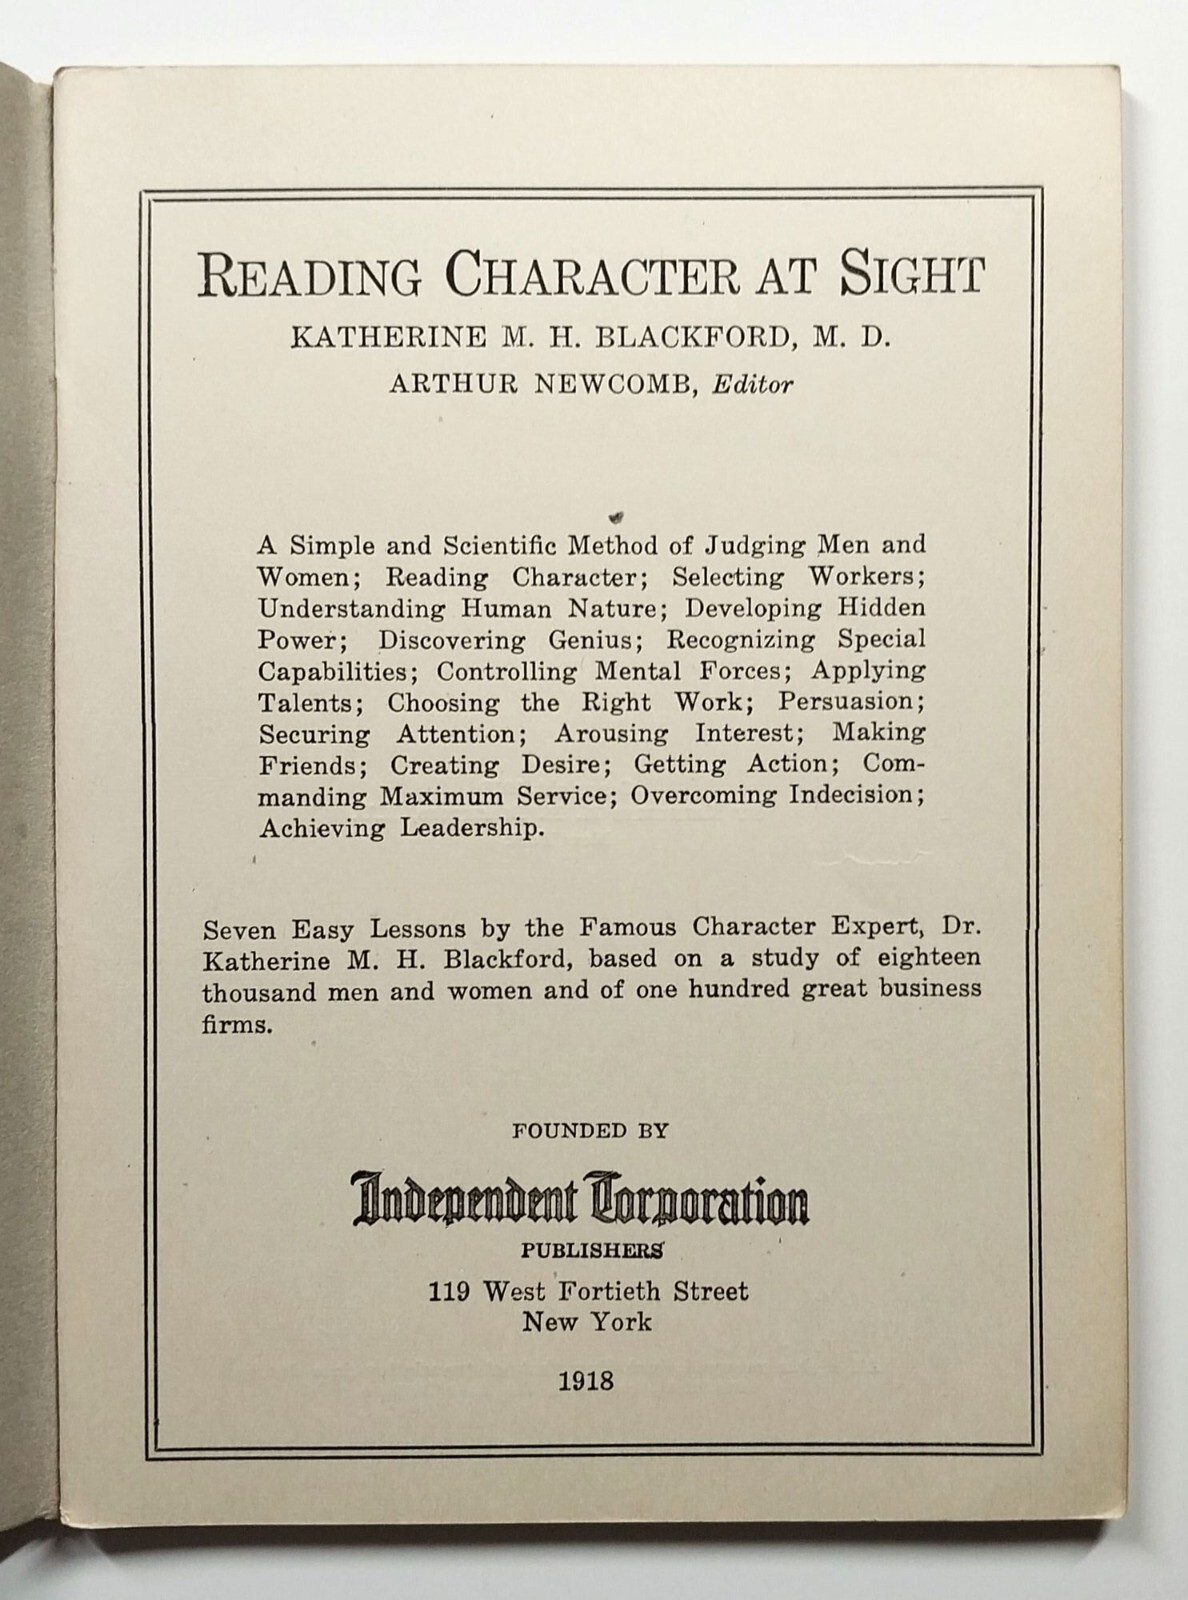 READING CHARACTER AT SIGHT
KATHERINE M. H. BLACKFORD, M. D.
ARTHUR NEWCOMB, Editor
A Simple and Scientific Method of Judging Men and
Women; Reading Character; Selecting Workers;
Understanding Human Nature; Developing Hidden
Power; Discovering Genius; Recognizing Special
Capabilities; Controlling Mental Forces; Applying
Talents; Choosing the Right Work; Persuasion;
Securing Attention; Arousing Interest; Making
Friends; Creating Desire; Getting Action; Com-
manding Maximum Service; Overcoming Indecision;
Achieving Leadership.
Seven Easy Lessons by the Famous Character Expert, Dr.
Katherine M. H. Blackford, based on a study of eighteen
thousand men and women and of one hundred great business
firms.
FOUNDED BY
Independent Corporation
PUBLISHERS
119 West Fortieth Street
New York
1918